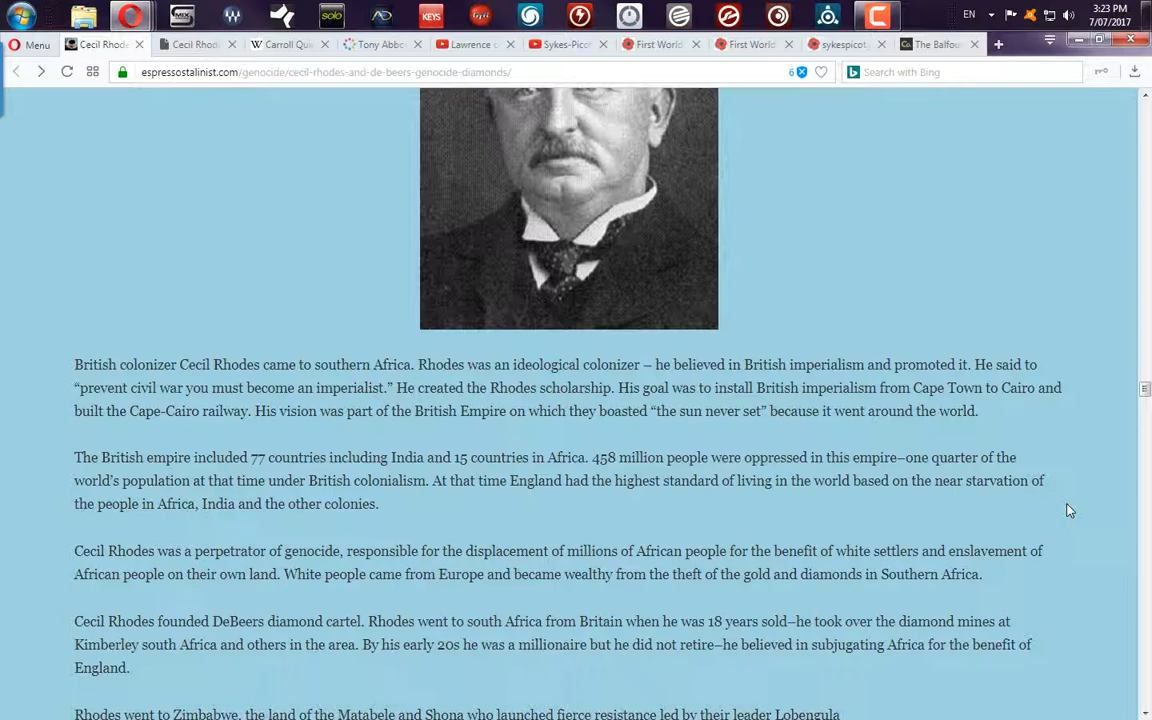 EN
3:23 PM
7/07/2017
MIX
solo
KEYS
Menu
Cecil Rhode
Cecil Rhod
Carroll Qui
Tony Abbo
Lawrence o
Sykes-Picot
First World
First World
sykespicot
The Balfou
espressostalinist.com/genocide/cecil-rhodes-and-de-beers-genocide-diamonds/
6
Search with Bing
British colonizer Cecil Rhodes came to southern Africa. Rhodes was an ideological colonizer – he believed in British imperialism and promoted it. He said to
“prevent civil war you must become an imperialist.” He created the Rhodes scholarship. His goal was to install British imperialism from Cape Town to Cairo and
built the Cape-Cairo railway. His vision was part of the British Empire on which they boasted “the sun never set” because it went around the world.
The British empire included 77 countries including India and 15 countries in Africa. 458 million people were oppressed in this empire–one quarter of the
world’s population at that time under British colonialism. At that time England had the highest standard of living in the world based on the near starvation of
the people in Africa, India and the other colonies.
Cecil Rhodes was a perpetrator of genocide, responsible for the displacement of millions of African people for the benefit of white settlers and enslavement of
African people on their own land. White people came from Europe and became wealthy from the theft of the gold and diamonds in Southern Africa.
Cecil Rhodes founded DeBeers diamond cartel. Rhodes went to south Africa from Britain when he was 18 years sold–he took over the diamond mines at
Kimberley south Africa and others in the area. By his early 20s he was a millionaire but he did not retire–he believed in subjugating Africa for the benefit of
England.
Rhodes went to Zimbabwe, the land of the Matabele and Shona who launched fierce resistance led by their leader Lobengula